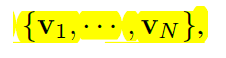 {v₁, ⋯ , v_N},